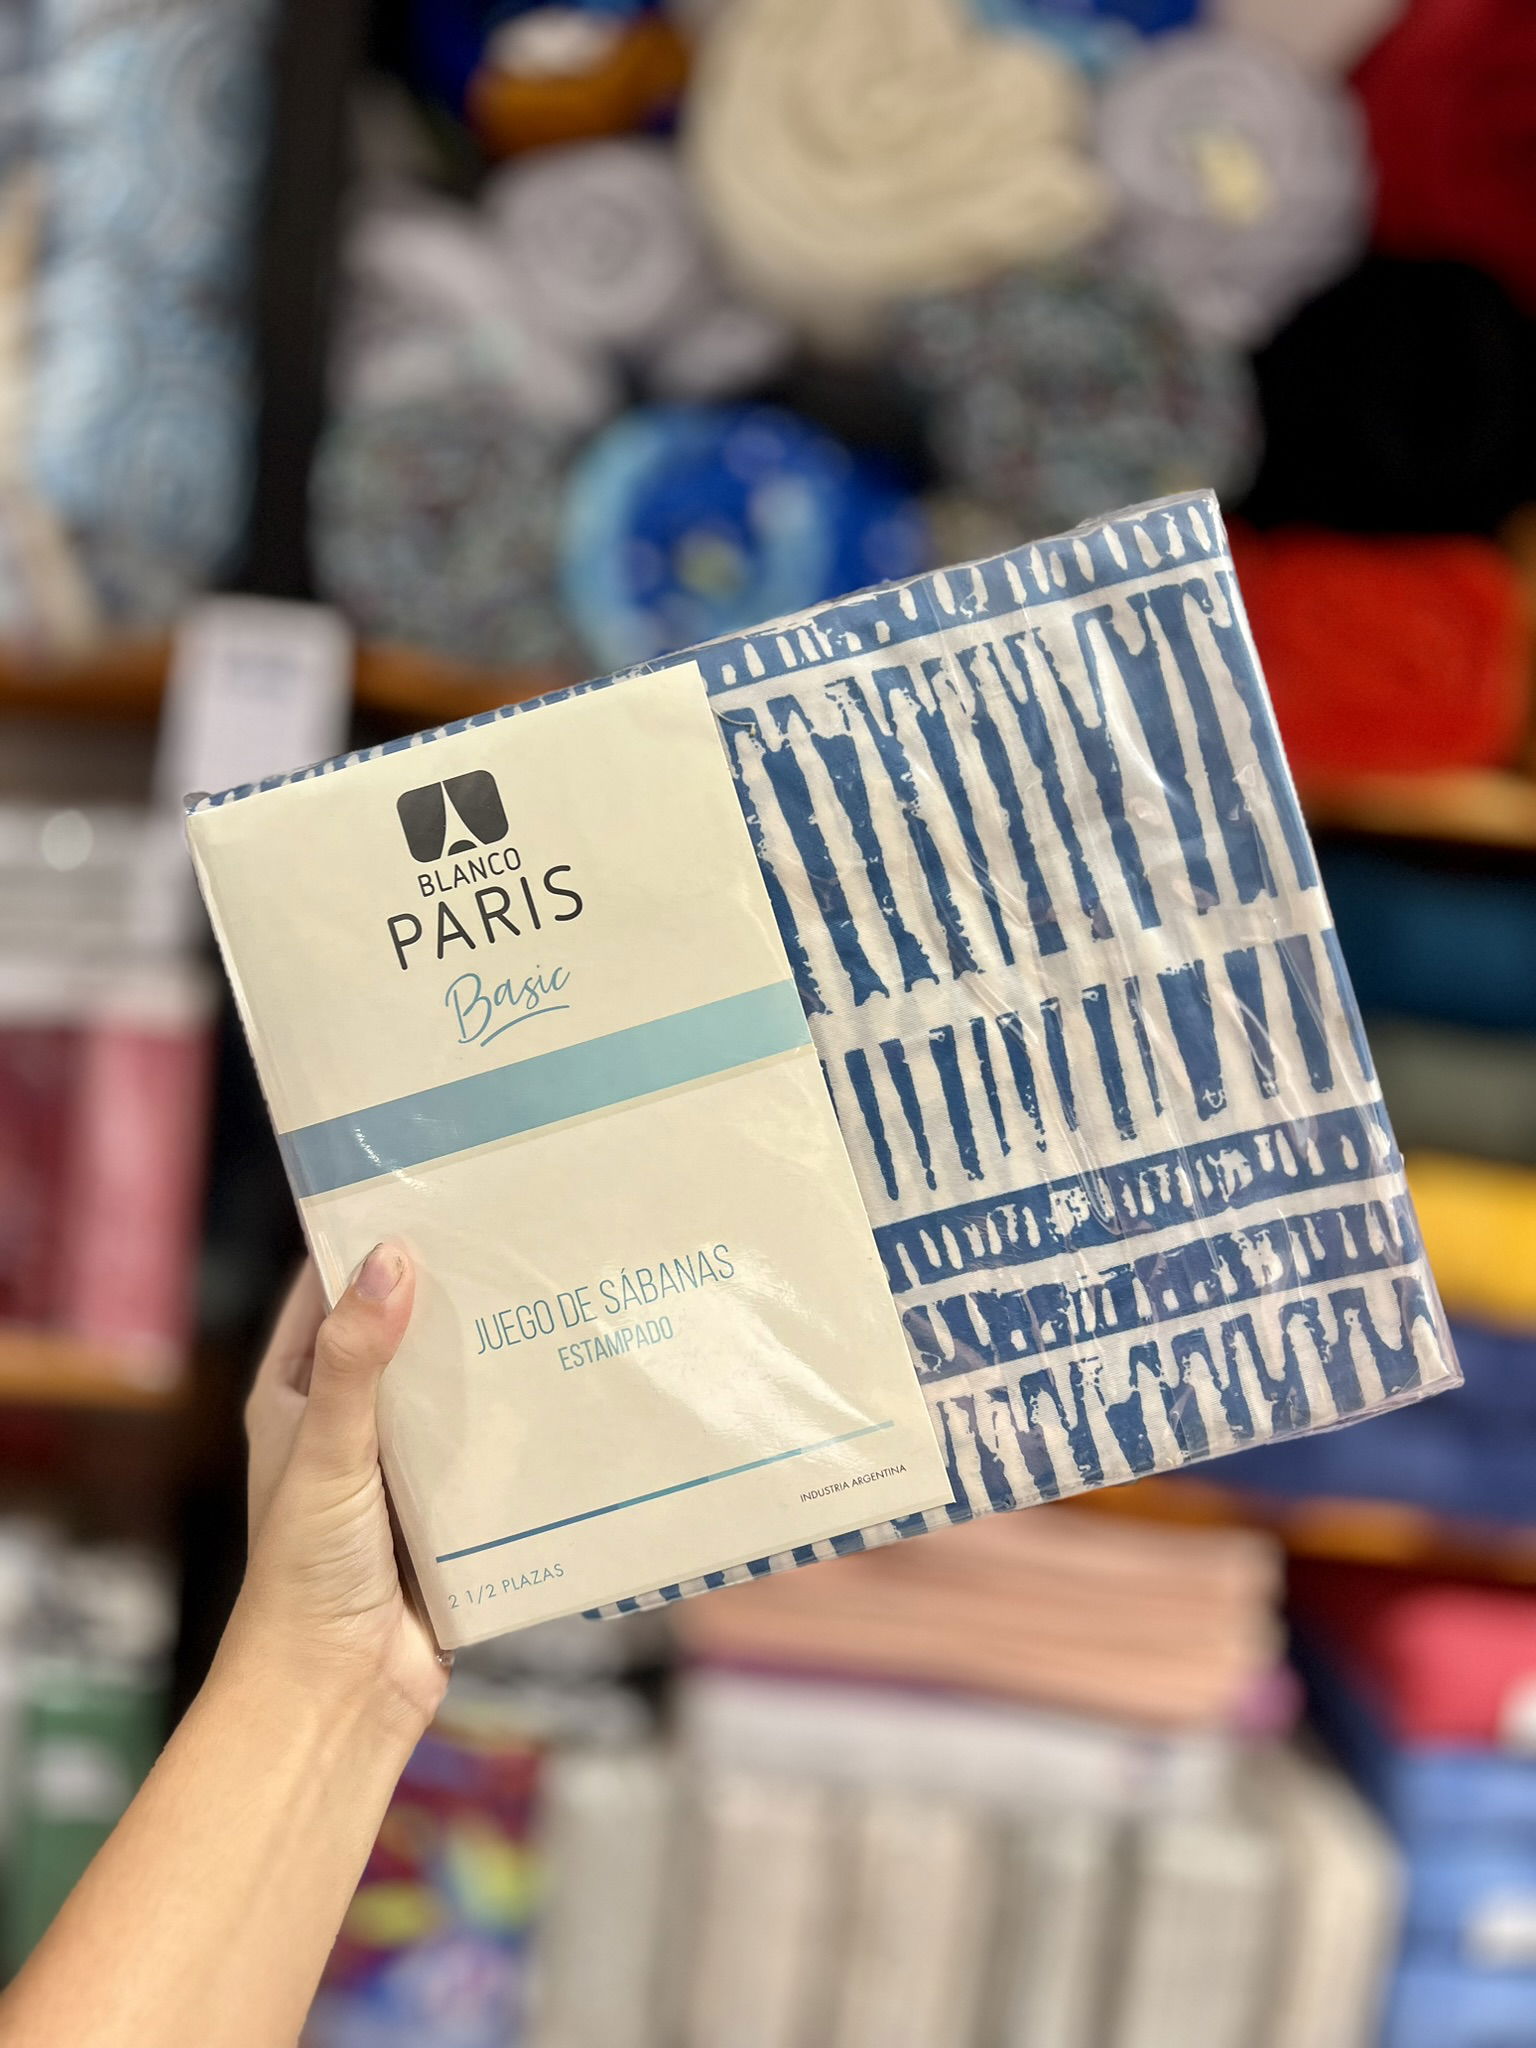 BLANCO
PARIS
Basic
JUEGO DE SÁBANAS
ESTAMPADO
INDUSTRIA ARGENTINA
2 1/2 PLAZAS